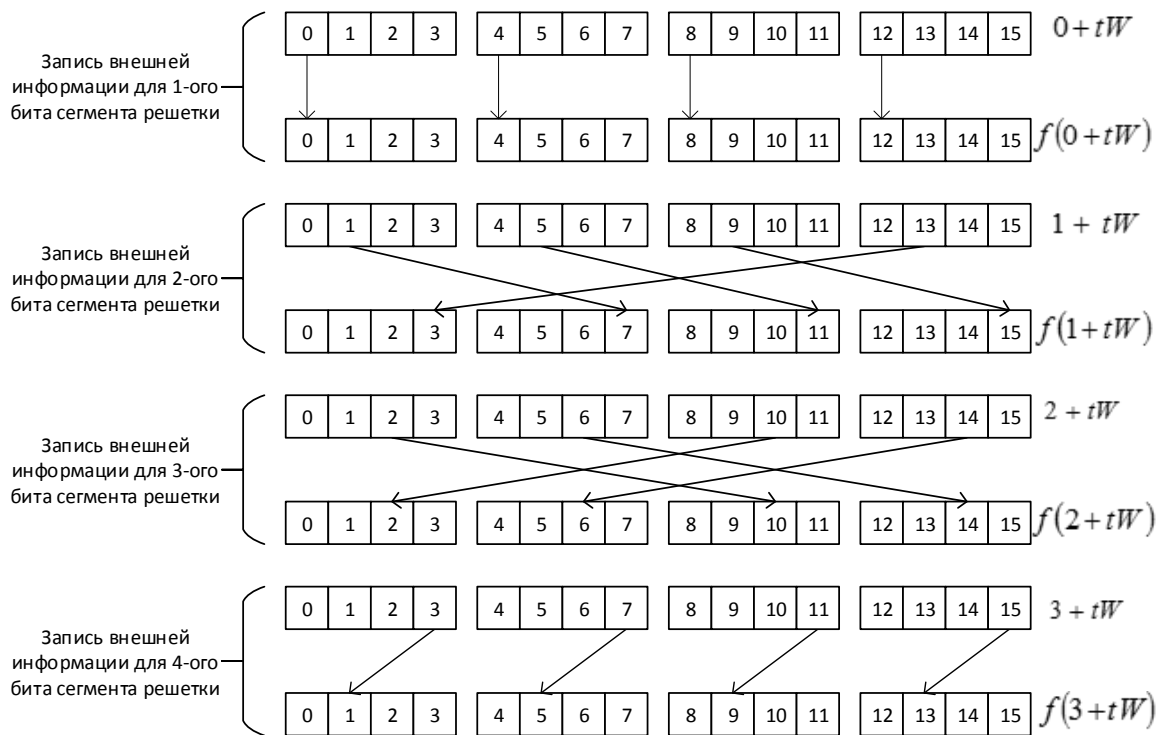 0 1 2 3 4 5 6 7 8 9 10 11 12 13 14 15 0+tW
Запись внешней
информации для 1-ого
бита сегмента решетки
0 1 2 3 4 5 6 7 8 9 10 11 12 13 14 15 f(0+tW)
0 1 2 3 4 5 6 7 8 9 10 11 12 13 14 15 1 + tW
Запись внешней
информации для 2-ого
бита сегмента решетки
0 1 2 3 4 5 6 7 8 9 10 11 12 13 14 15 f(1+tW)
0 1 2 3 4 5 6 7 8 9 10 11 12 13 14 15 2 + tW
Запись внешней
информации для 3-ого
бита сегмента решетки
0 1 2 3 4 5 6 7 8 9 10 11 12 13 14 15 f(2+tW)
0 1 2 3 4 5 6 7 8 9 10 11 12 13 14 15 3 + tW
Запись внешней
информации для 4-ого
бита сегмента решетки
0 1 2 3 4 5 6 7 8 9 10 11 12 13 14 15 f(3+tW)